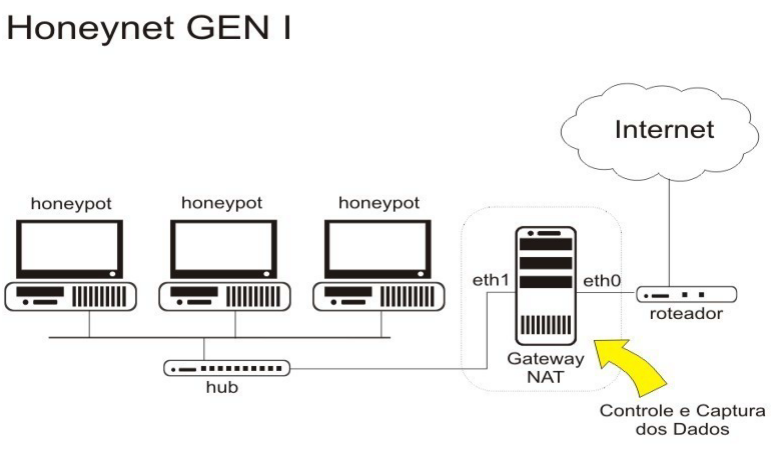 Honeynet GEN I
Internet
honeypot
honeypot
honeypot
eth1
eth0
roteador
Gateway
NAT
hub
Controle e Captura
dos Dados